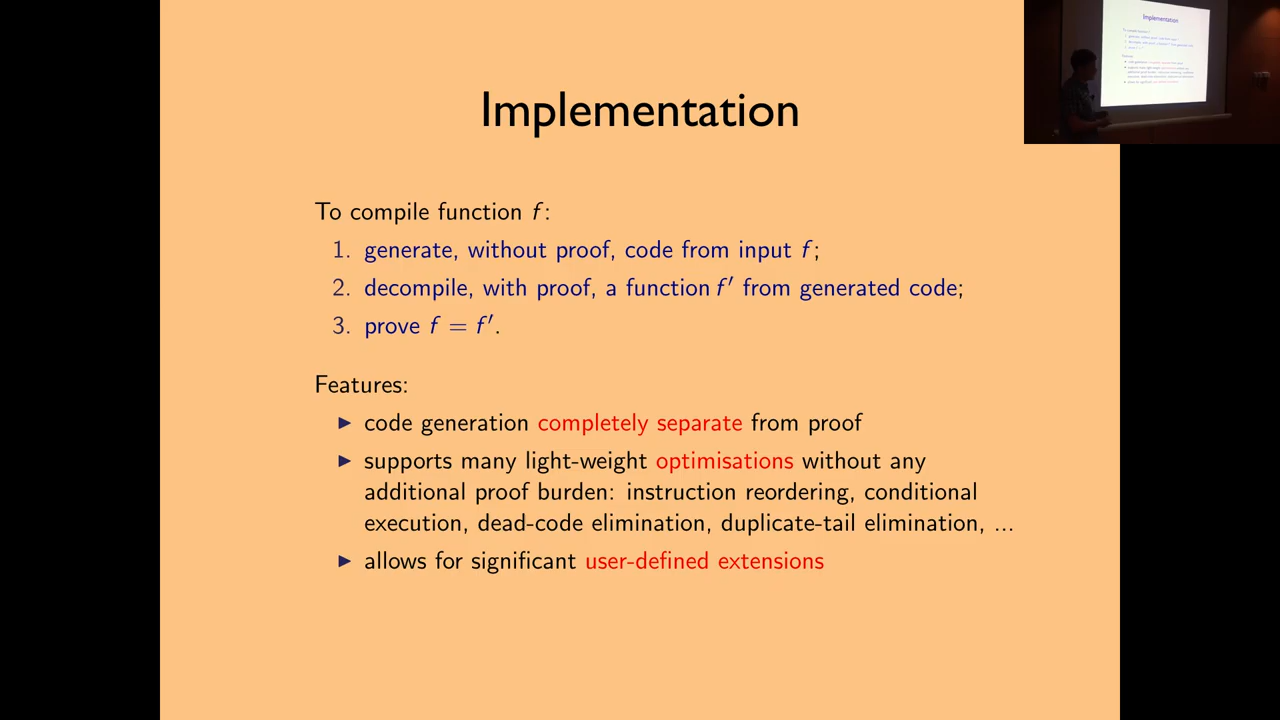 Implementation
To compile function f:
1. generate, without proof, code from input f;
2. decompile, with proof, a function f′ from generated code;
3. prove f = f′.
Features:
▶ code generation completely separate from proof
▶ supports many light-weight optimisations without any
additional proof burden: instruction reordering, conditional
execution, dead-code elimination, duplicate-tail elimination, ...
▶ allows for significant user-defined extensions
Implementation